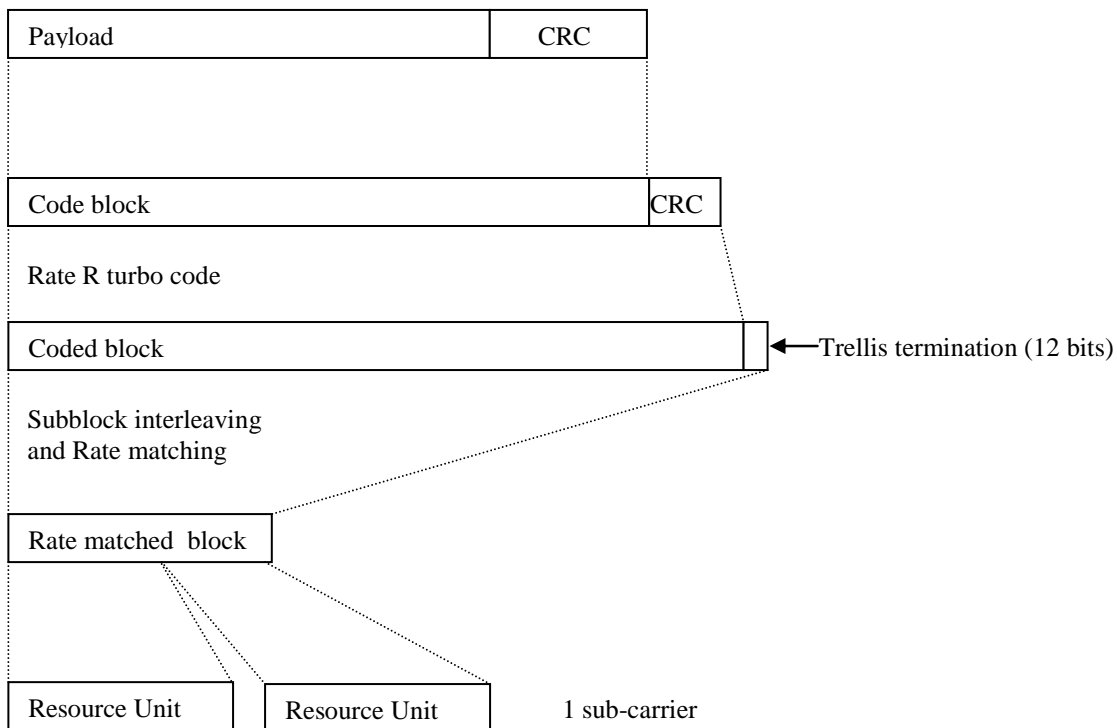 Payload
CRC
Code block
CRC
Rate R turbo code
Coded block
Trellis termination (12 bits)
Subblock interleaving
and Rate matching
Rate matched block
Resource Unit
Resource Unit
1 sub-carrier